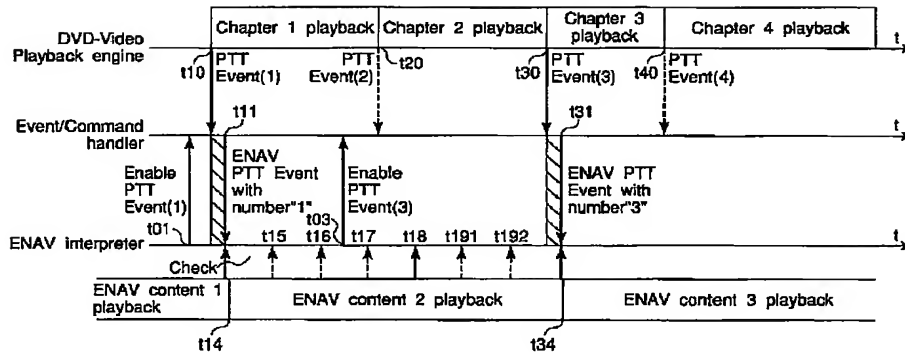 Chapter 1 playback
Chapter 2 playback
Chapter 3
playback
Chapter 4 playback
DVD-Video
Playback engine
t
t10
PTT
Event(1)
PTT
Event(2)
t20
t30
PTT
Event(3)
t40
PTT
Event(4)
t11
t31
Event/Command
handler
t
Enable
PTT
Event(1)
t01
ENAV
PTT Event
with
number"1"
Enable
PTT
Event(3)
t03
ENAV PTT
Event with
number"3"
ENAV interpreter
t15
t16
t17
t18
t191
t192
t
Check
ENAV content 1
playback
ENAV content 2 playback
ENAV content 3 playback
t14
t34